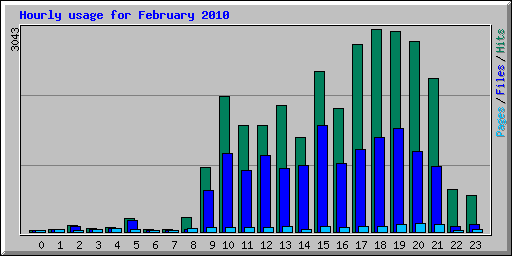 Hourly usage for February 2010
3043
Pages / Files / Hits
0 1 2 3 4 5 6 7 8 9 10 11 12 13 14 15 16 17 18 19 20 21 22 23